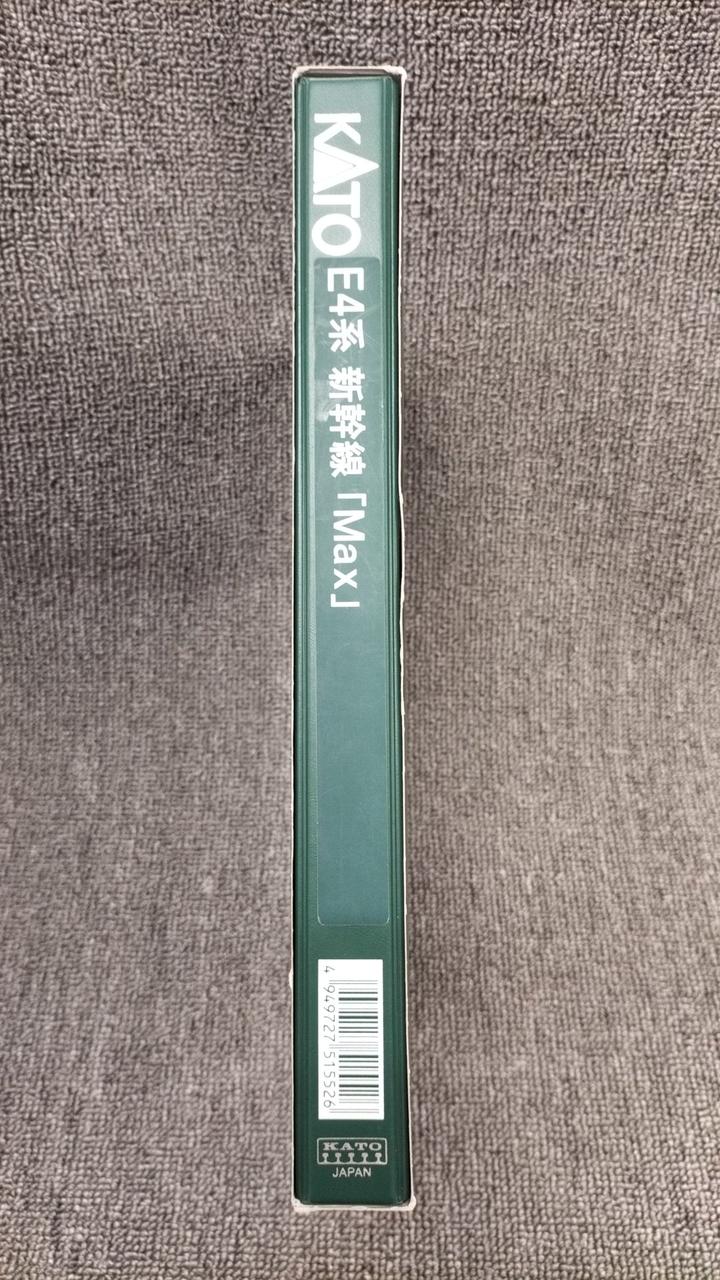 KATO
E4系 新幹線「Max」
4 949727 515526
KATO
JAPAN